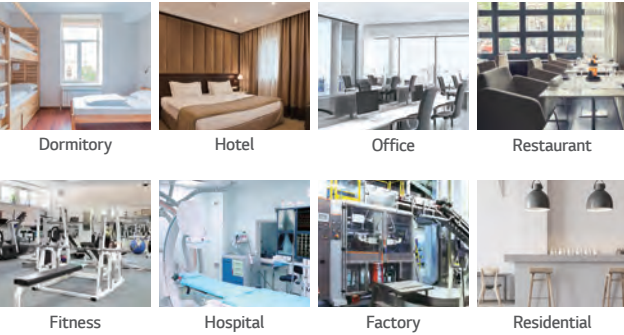 Dormitory
Hotel
Office
Restaurant
Fitness
Hospital
Factory
Residential